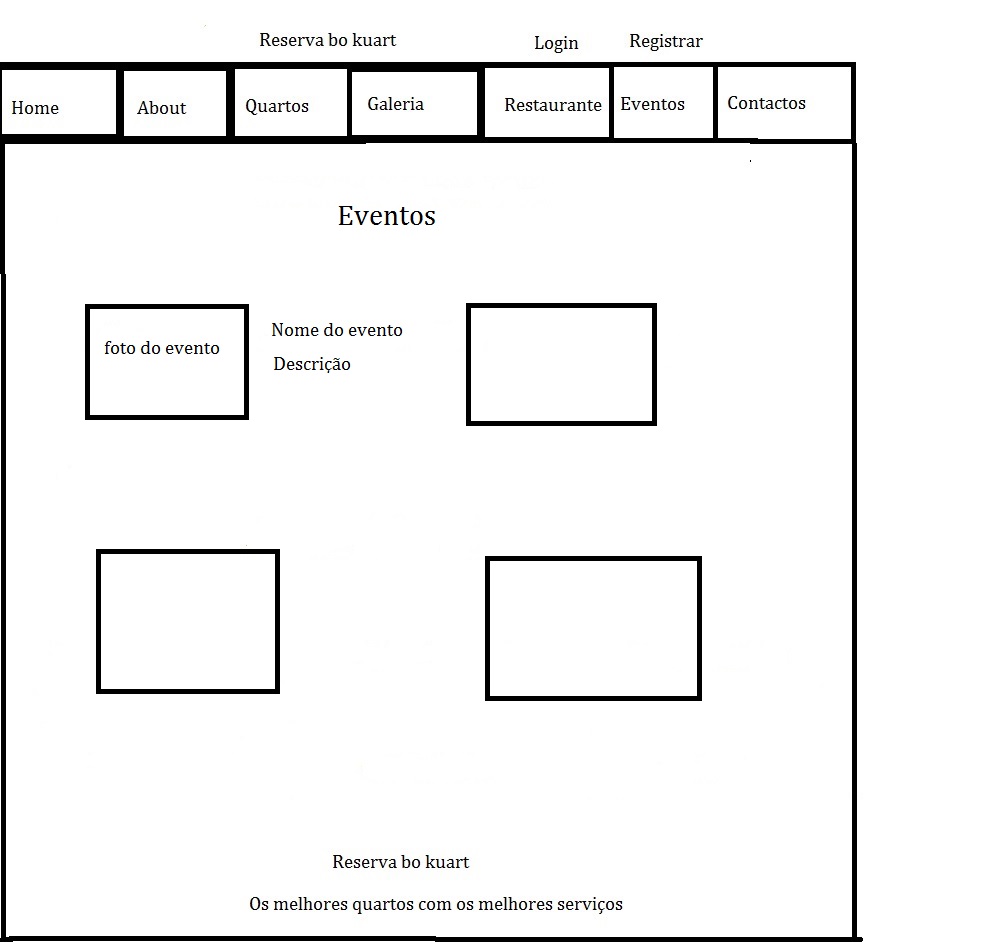 Reserva bo kuart Login Registrar
Home About Quartos Galeria Restaurante Eventos Contactos
Eventos
foto do evento
Nome do evento
Descrição
Reserva bo kuart
Os melhores quartos com os melhores serviços